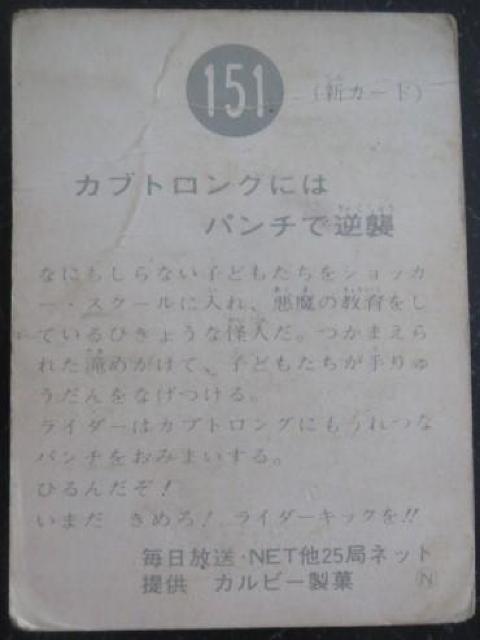 151
(新カード)
カブトロングには
パンチで逆襲
なにもしらない子どもたちをショッカ
ー・スクールに入れ、悪魔の教育をし
ているひきょうな怪人だ。つかまえら
れた滝めがけて、子どもたちが手りゅ
うだんをなげつける。
ライダーはカブトロングにもうれつな
パンチをおみまいする。
ひるんだぞ!
いまだ きめろ! ライダーキックを!!
毎日放送・NET他25局ネット
提供 カルビー製菓 Ⓝ